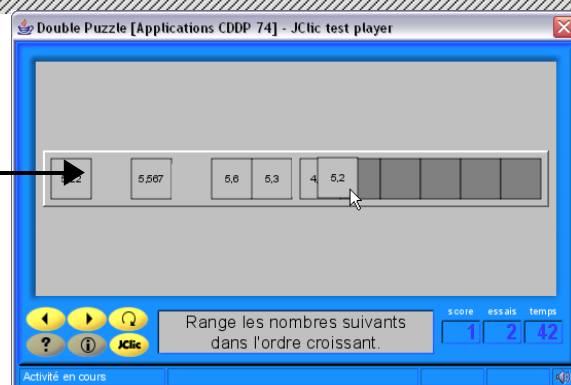 Double Puzzle [Applications CDDP 74] - JClic test player
5,567 5,6 5,3 4, 5,2
Range les nombres suivants
dans l'ordre croissant.
score essais temps
1 2 42
? i JClic
Activité en cours